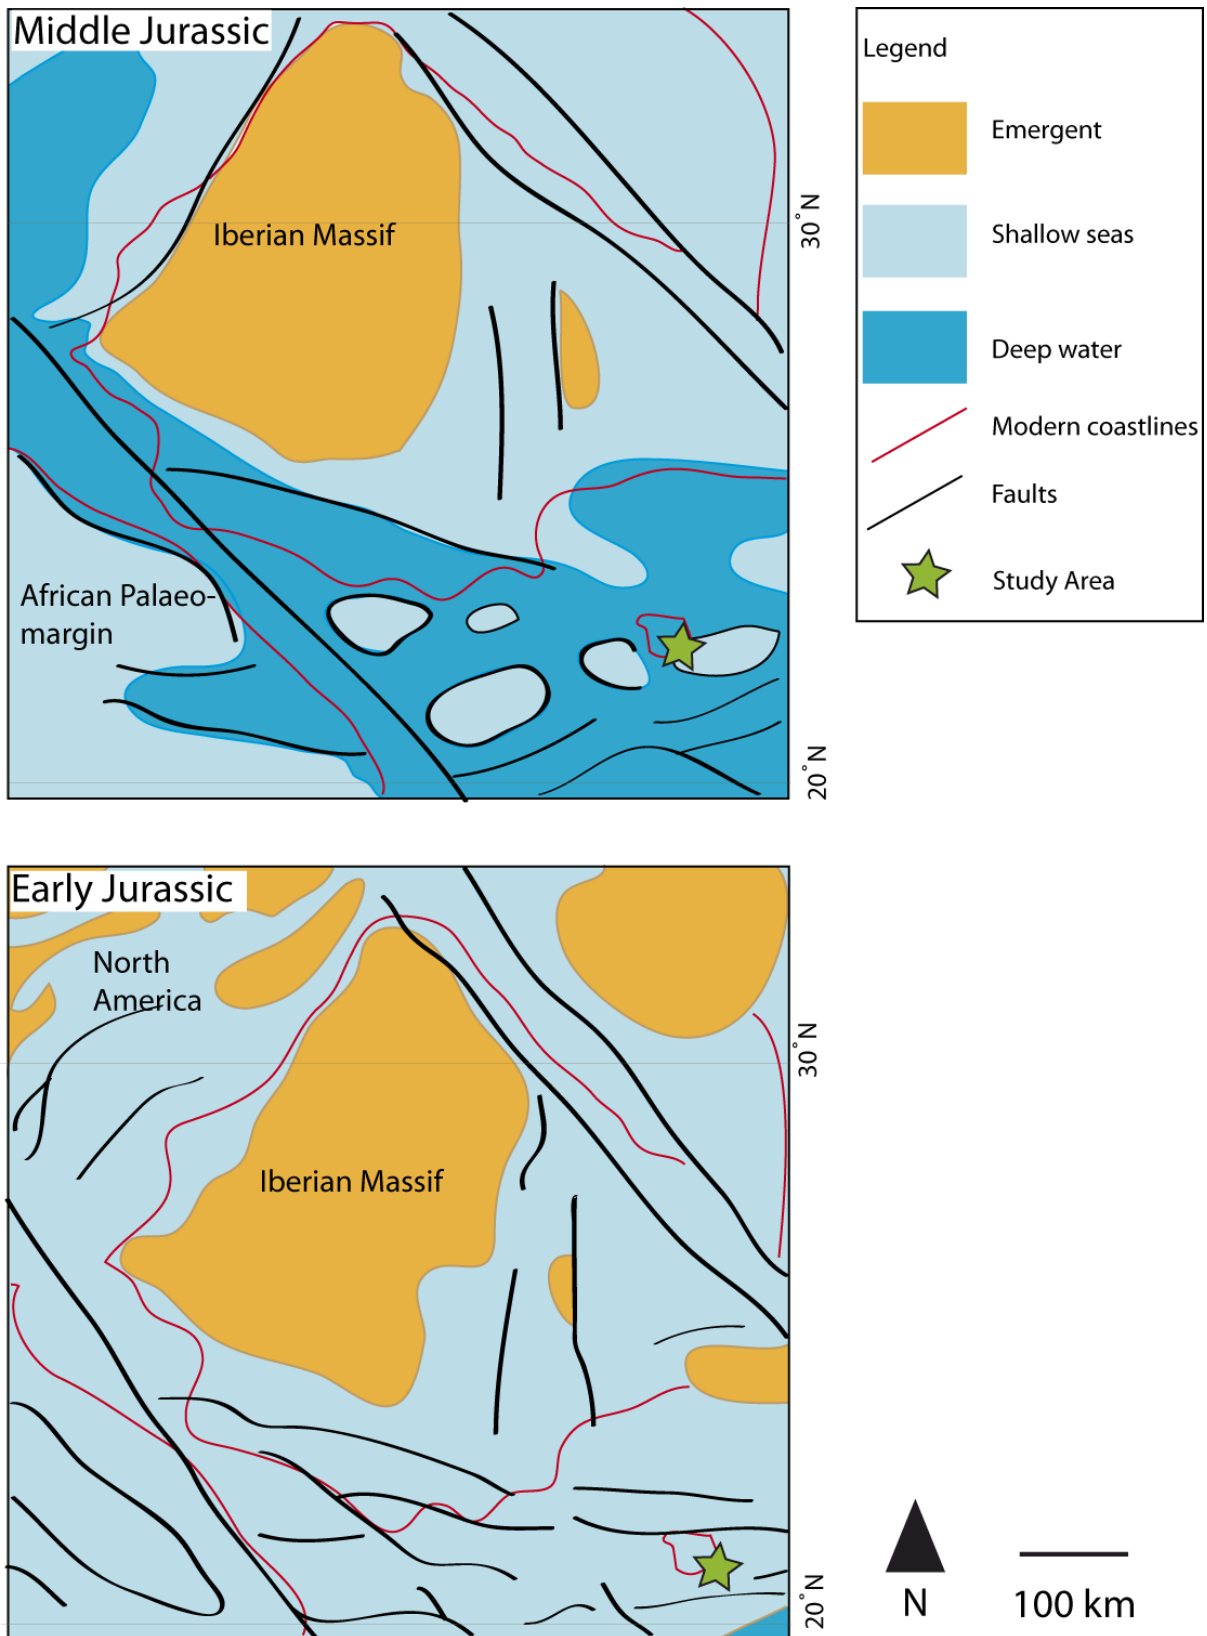 Middle Jurassic
Iberian Massif
African Palaeo-
margin
30°N
20°N
Legend
Emergent
Shallow seas
Deep water
Modern coastlines
Faults
Study Area
Early Jurassic
North
America
Iberian Massif
30°N
20°N
N
100 km